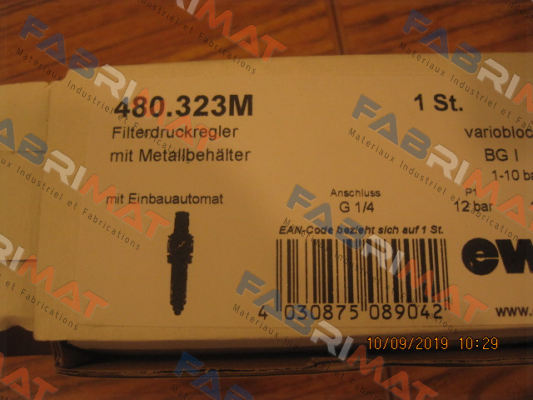 480.323M
1 St.
Filterdruckregler
varioblo
mit Metallbehälter
BG I
1-10 ba
mit Einbauautomat
Anschluss
P1
G 1/4
12 bar
EAN-Code bezieht sich auf 1 St.
ew
4 030875 089042
www.
10/09/2019 10:29
FABRIMAT
Materiaux Industriel et Fabrications